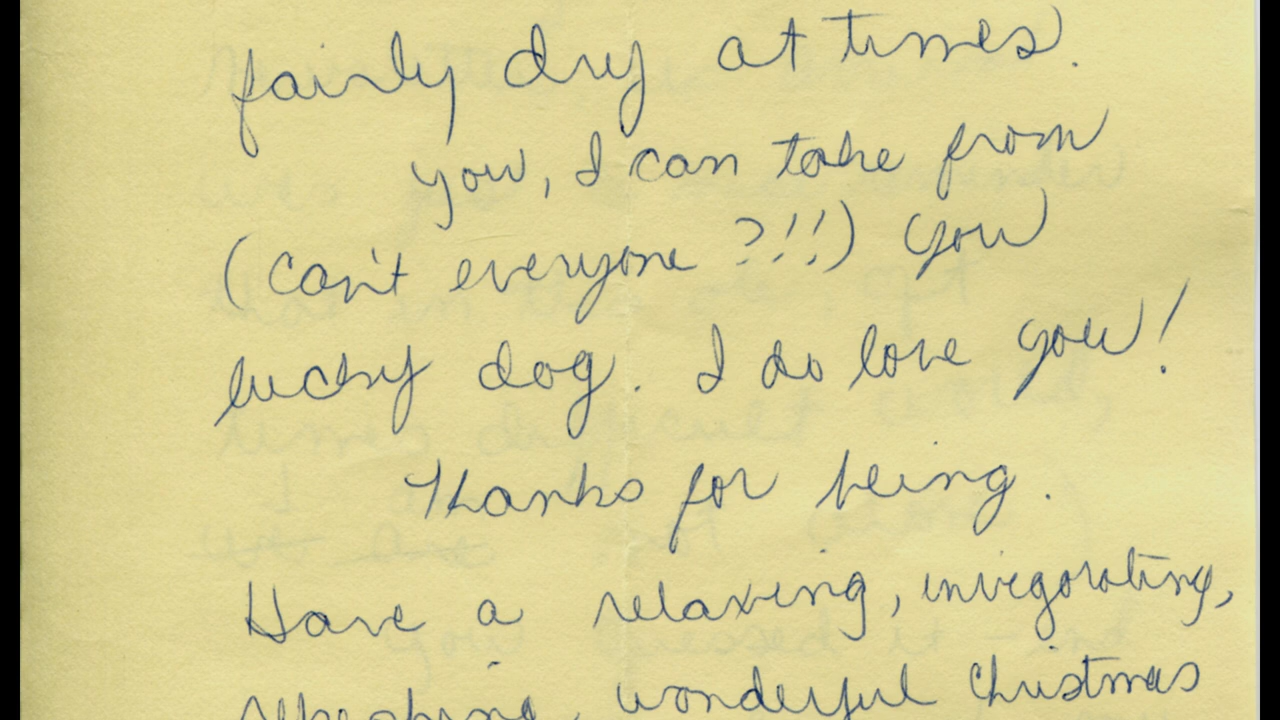 fairly dry at times.
you, I can take from
(can't everyone ?!!) you
lucky dog. I do love you!
Thanks for being.
Have a relaxing, invigorating,
refreshing, wonderful Christmas